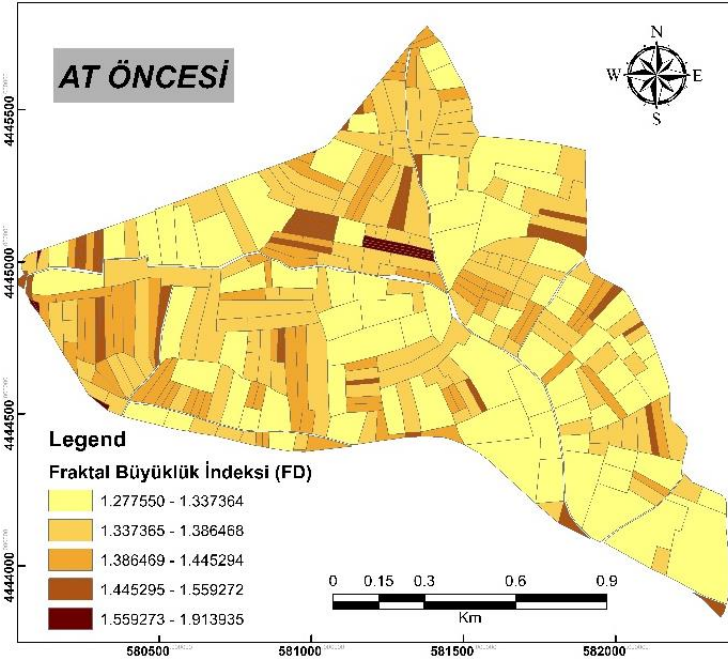 AT ÖNCESİ
N
W E
S
4445500
4445000
4444500
4444000
Legend
Fraktal Büyüklük İndeksi (FD)
1.277550 - 1.337364
1.337365 - 1.386468
1.386469 - 1.445294
1.445295 - 1.559272
1.559273 - 1.913935
0 0.15 0.3 0.6 0.9
Km
580500 581000 581500 582000